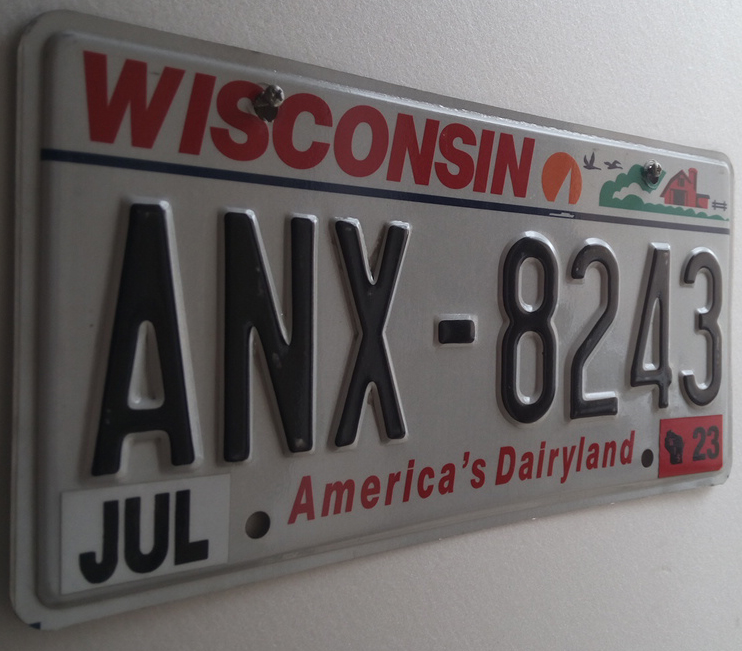 WISCONSIN
ANX-8243
America's Dairyland
23
JUL